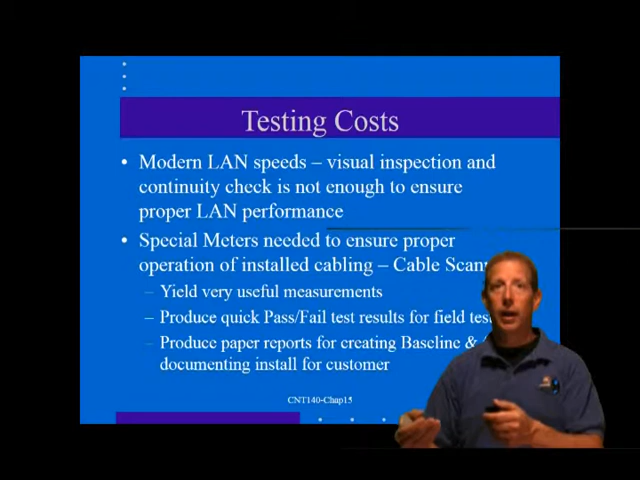 Testing Costs
• Modern LAN speeds – visual inspection and
continuity check is not enough to ensure
proper LAN performance
• Special Meters needed to ensure proper
operation of installed cabling – Cable
– Yield very useful measurements
– Produce quick Pass/Fail test results for field
– Produce paper reports for creating Baseline &
documenting install for customer
CNT140-Chap15